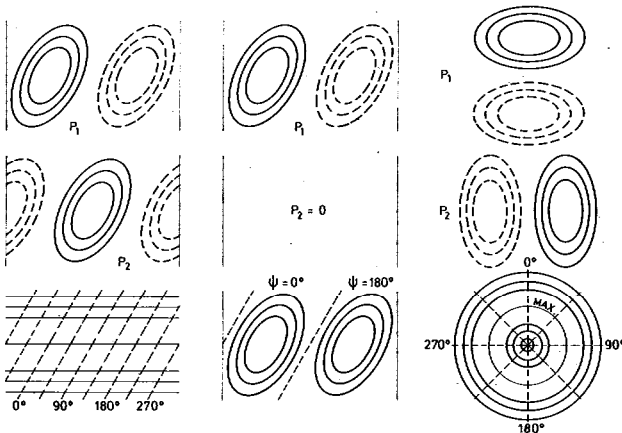 P1
P1
P1
P2
P2 = 0
P2
0°
ψ = 0° ψ = 180°
MAX
270° 90°
0° 90° 180° 270°
180°